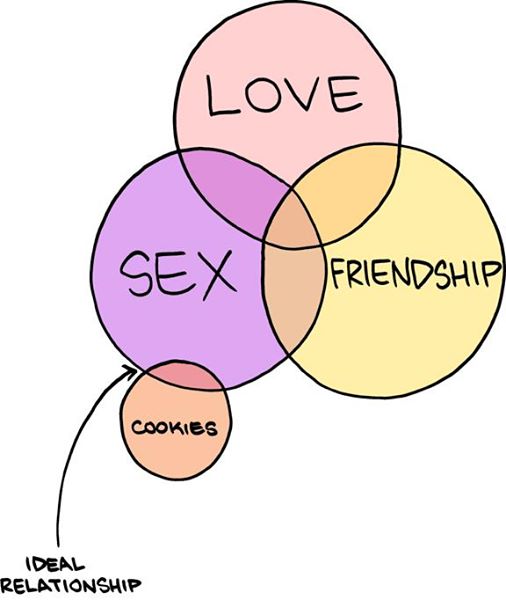 LOVE
SEX
FRIENDSHIP
COOKIES
IDEAL
RELATIONSHIP